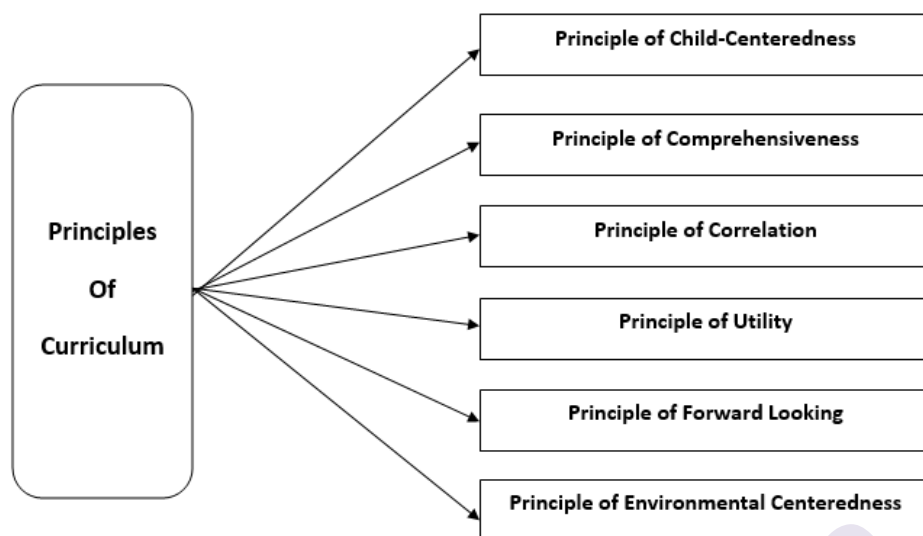 Principles
Of
Curriculum
Principle of Child-Centeredness
Principle of Comprehensiveness
Principle of Correlation
Principle of Utility
Principle of Forward Looking
Principle of Environmental Centeredness